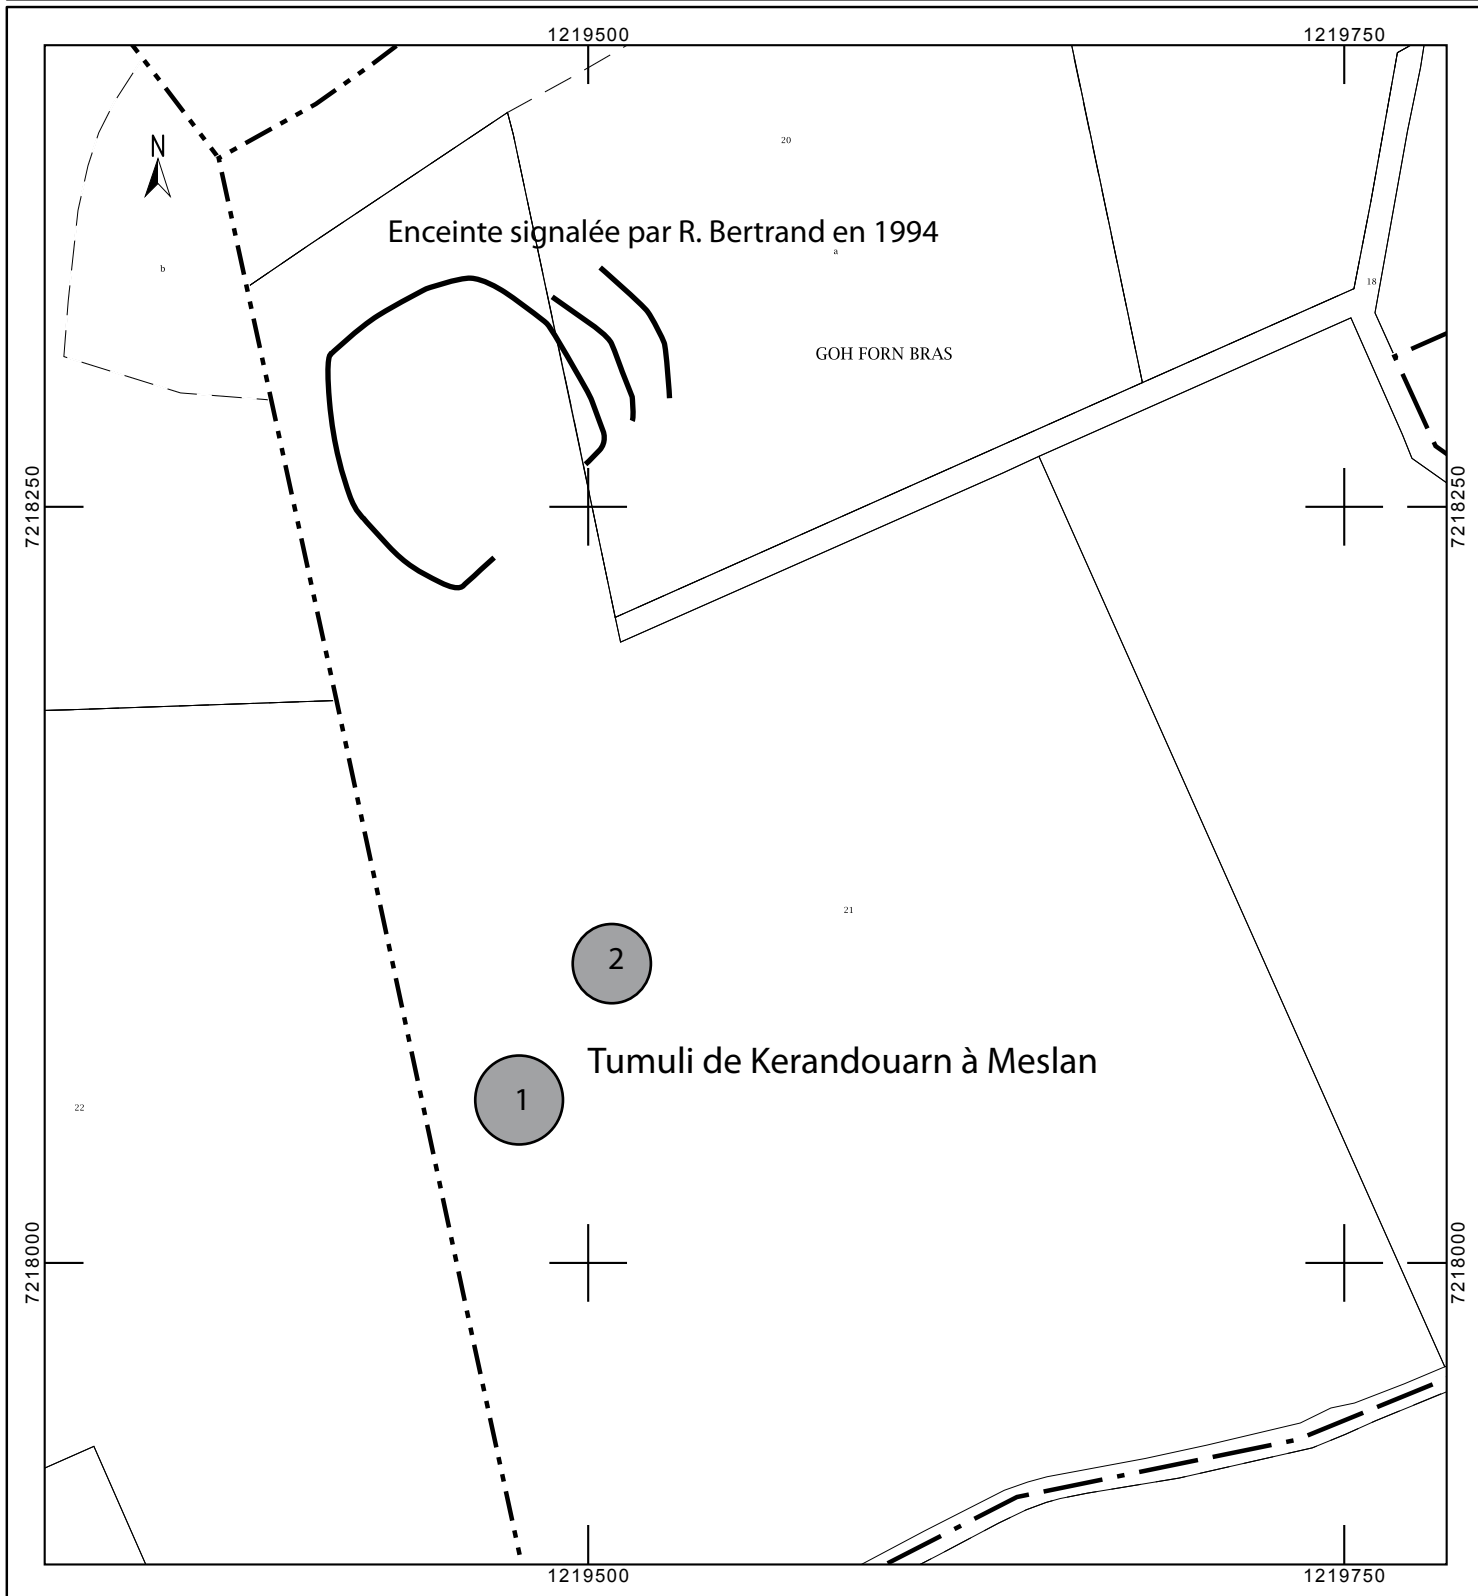 1219500
1219750
N
20
Enceinte signalée par R. Bertrand en 1994
a
b
18
GOH FORN BRAS
7218250
7218250
21
2
Tumuli de Kerandouarn à Meslan
1
22
7218000
7218000
1219500
1219750